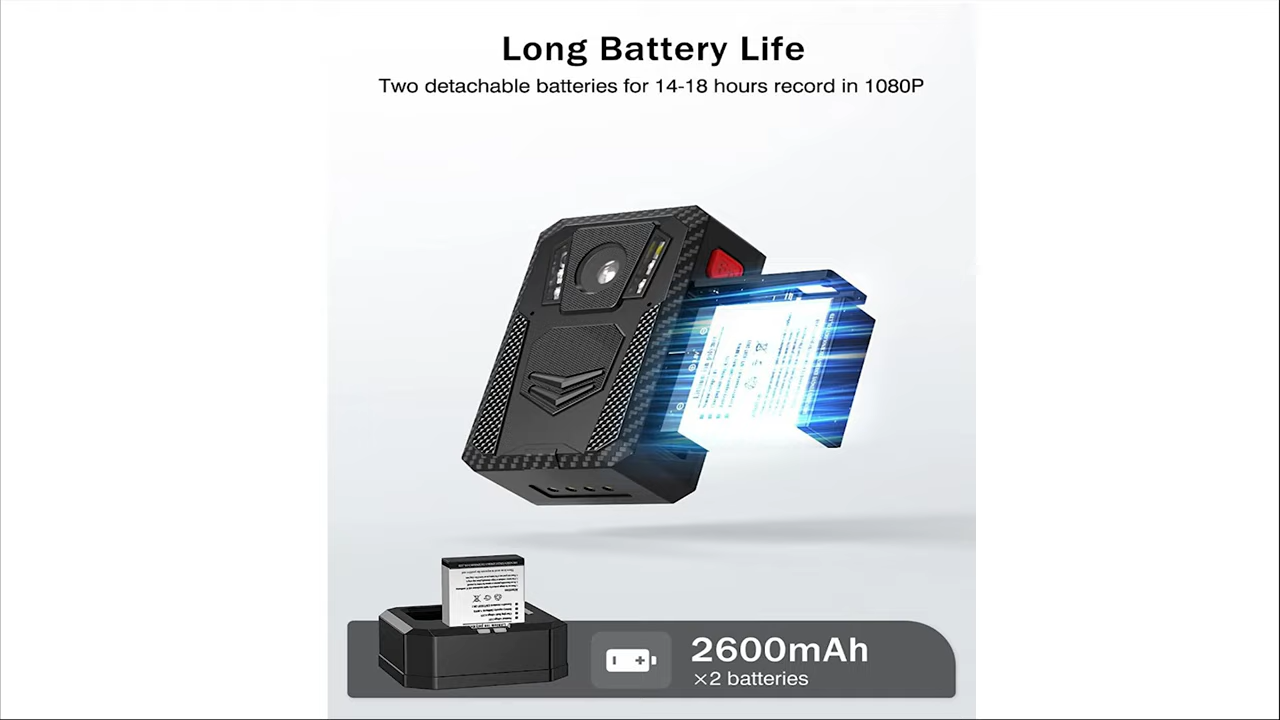 Long Battery Life
Two detachable batteries for 14-18 hours record in 1080P
2600mAh
×2 batteries